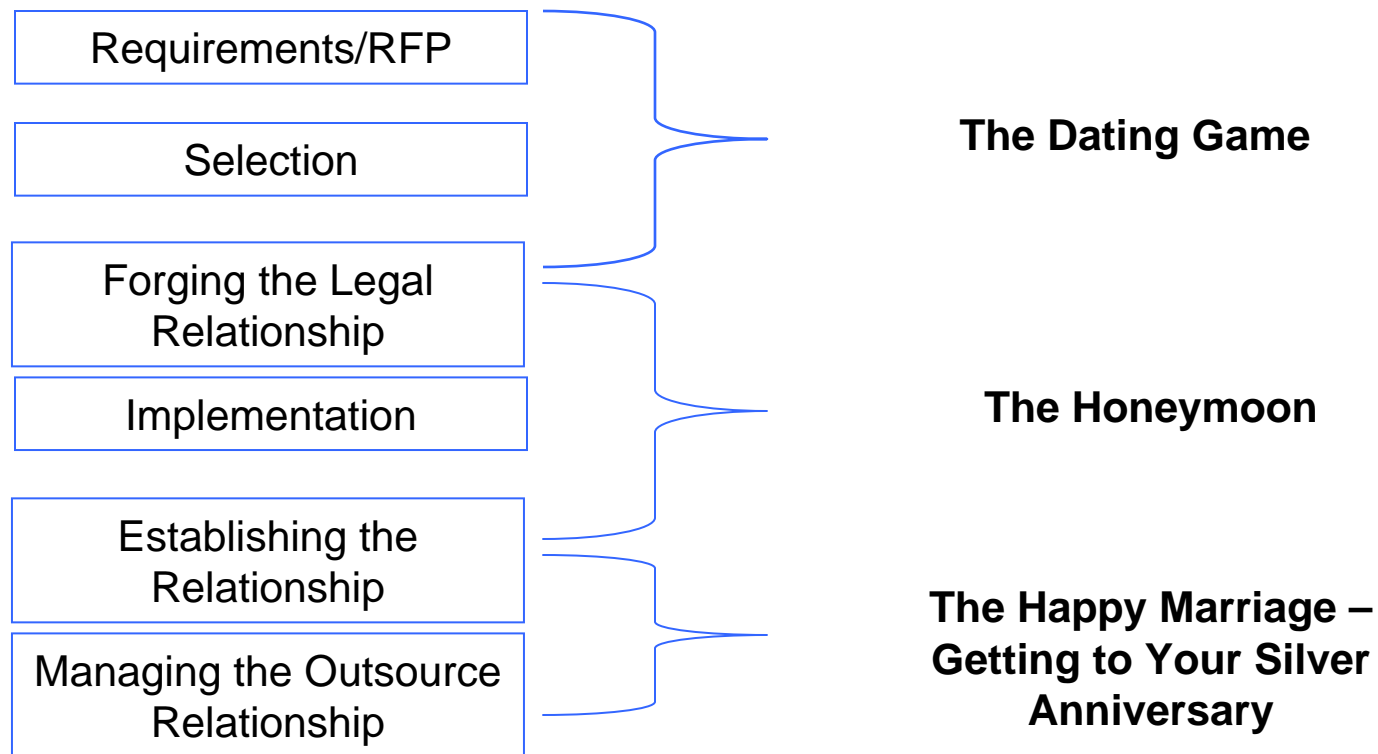 Requirements/RFP
Selection
Forging the Legal
Relationship
Implementation
Establishing the
Relationship
Managing the Outsource
Relationship
The Dating Game
The Honeymoon
The Happy Marriage –
Getting to Your Silver
Anniversary